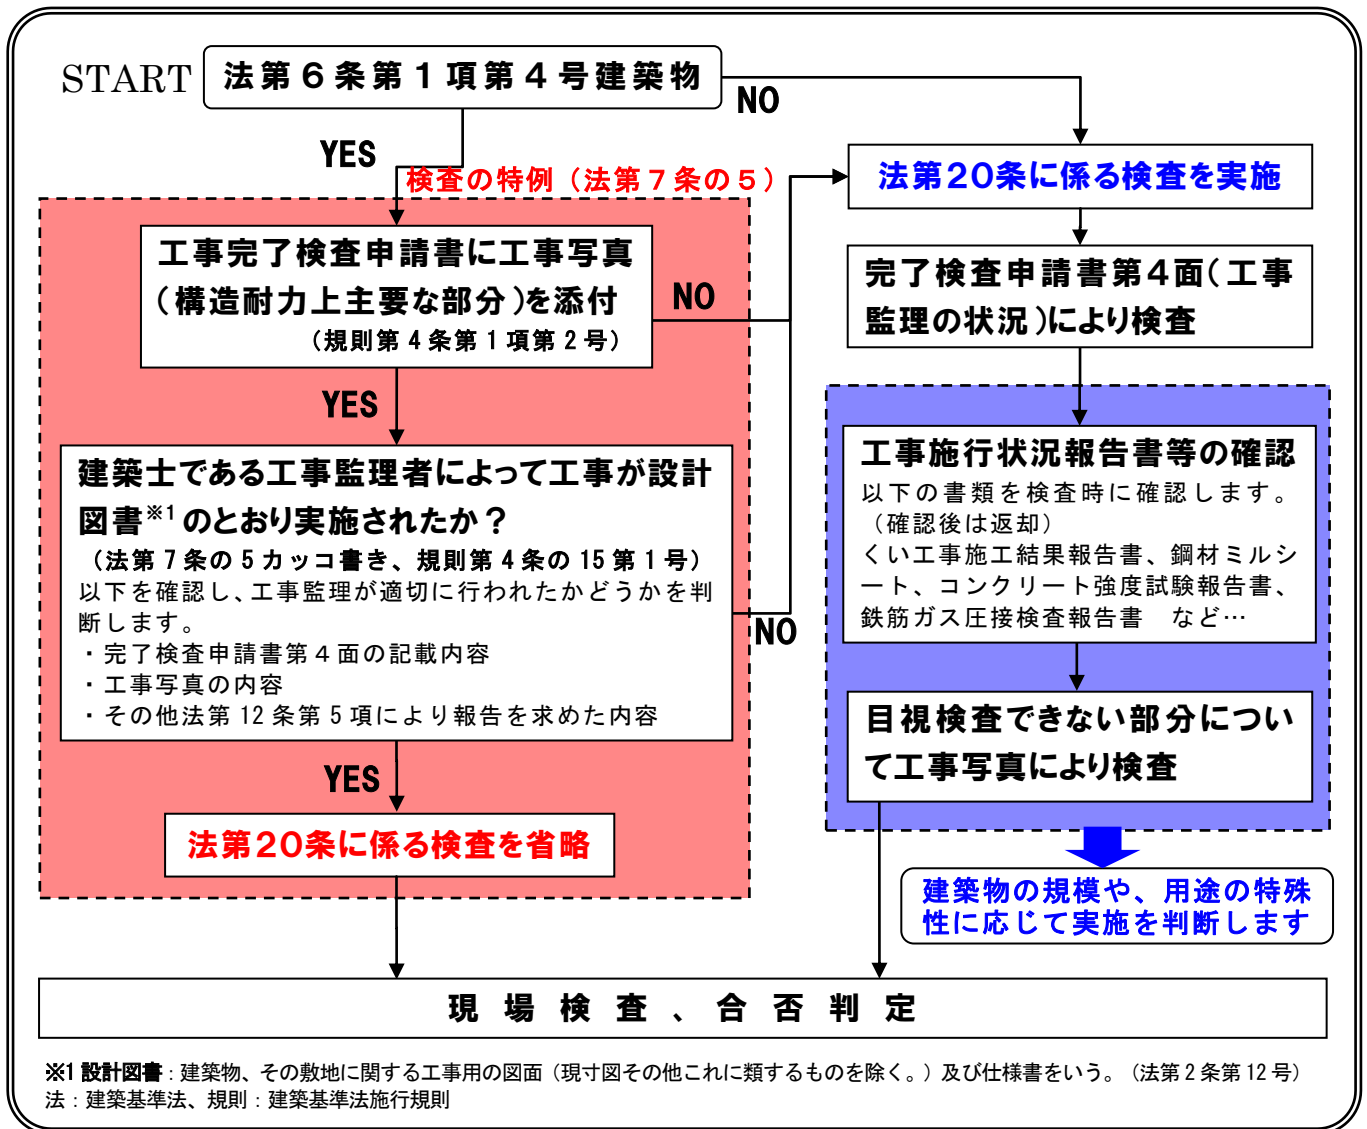 START
法第６条第１項第４号建築物
NO
YES
検査の特例（法第７条の５）
工事完了検査申請書に工事写真
（構造耐力上主要な部分）を添付
（規則第４条第１項第２号）
NO
YES
建築士である工事監理者によって工事が設計
図書※1のとおり実施されたか？
（法第７条の５カッコ書き、規則第４条の15第１号）
以下を確認し、工事監理が適切に行われたかどうかを判
断します。
・完了検査申請書第４面の記載内容
・工事写真の内容
・その他法第12条第５項により報告を求めた内容
NO
YES
法第２０条に係る検査を省略
法第２０条に係る検査を実施
完了検査申請書第４面（工事
監理の状況）により検査
工事施行状況報告書等の確認
以下の書類を検査時に確認します。
（確認後は返却）
くい工事施工結果報告書、鋼材ミルシ
ート、コンクリート強度試験報告書、
鉄筋ガス圧接検査報告書　など…
目視検査できない部分につい
て工事写真により検査
建築物の規模や、用途の特殊
性に応じて実施を判断します
現場検査、合否判定
※1 設計図書：建築物、その敷地に関する工事用の図面（現寸図その他これに類するものを除く。）及び仕様書をいう。（法第２条第12号）
法：建築基準法、規則：建築基準法施行規則